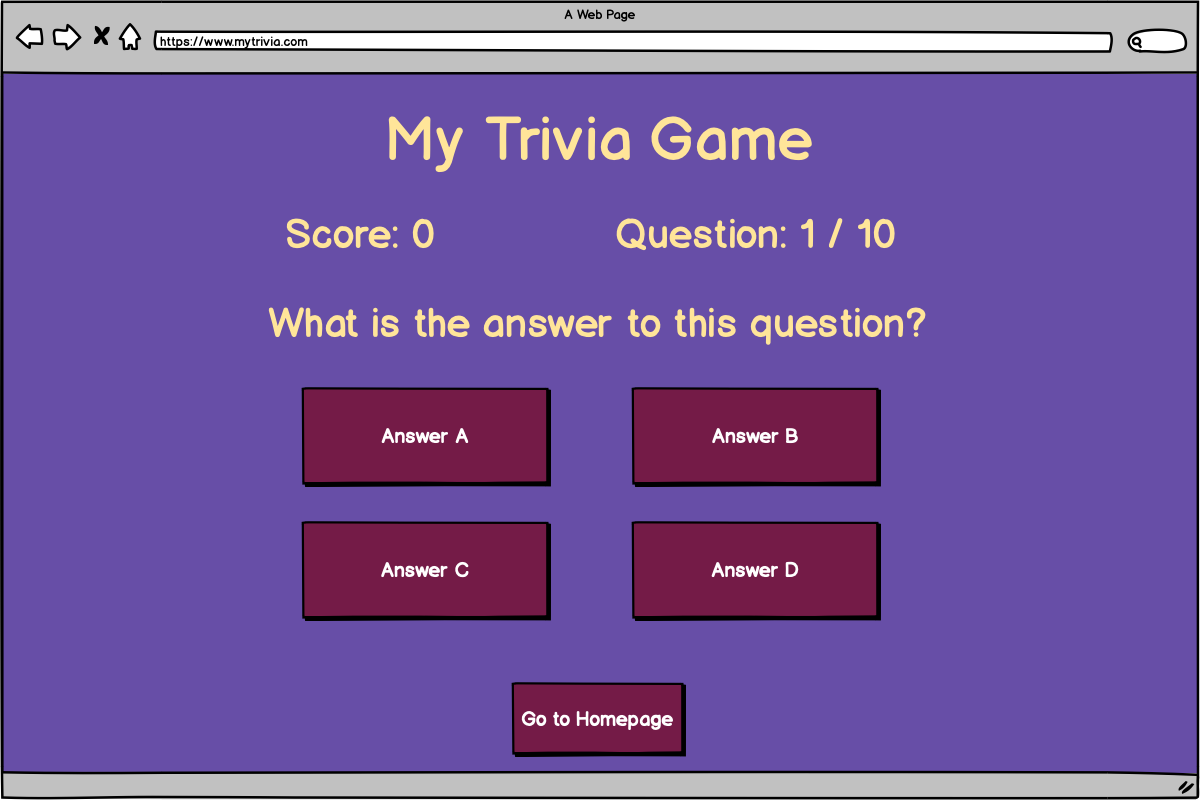 A Web Page
https://www.mytrivia.com
My Trivia Game
Score: 0
Question: 1 / 10
What is the answer to this question?
Answer A
Answer B
Answer C
Answer D
Go to Homepage